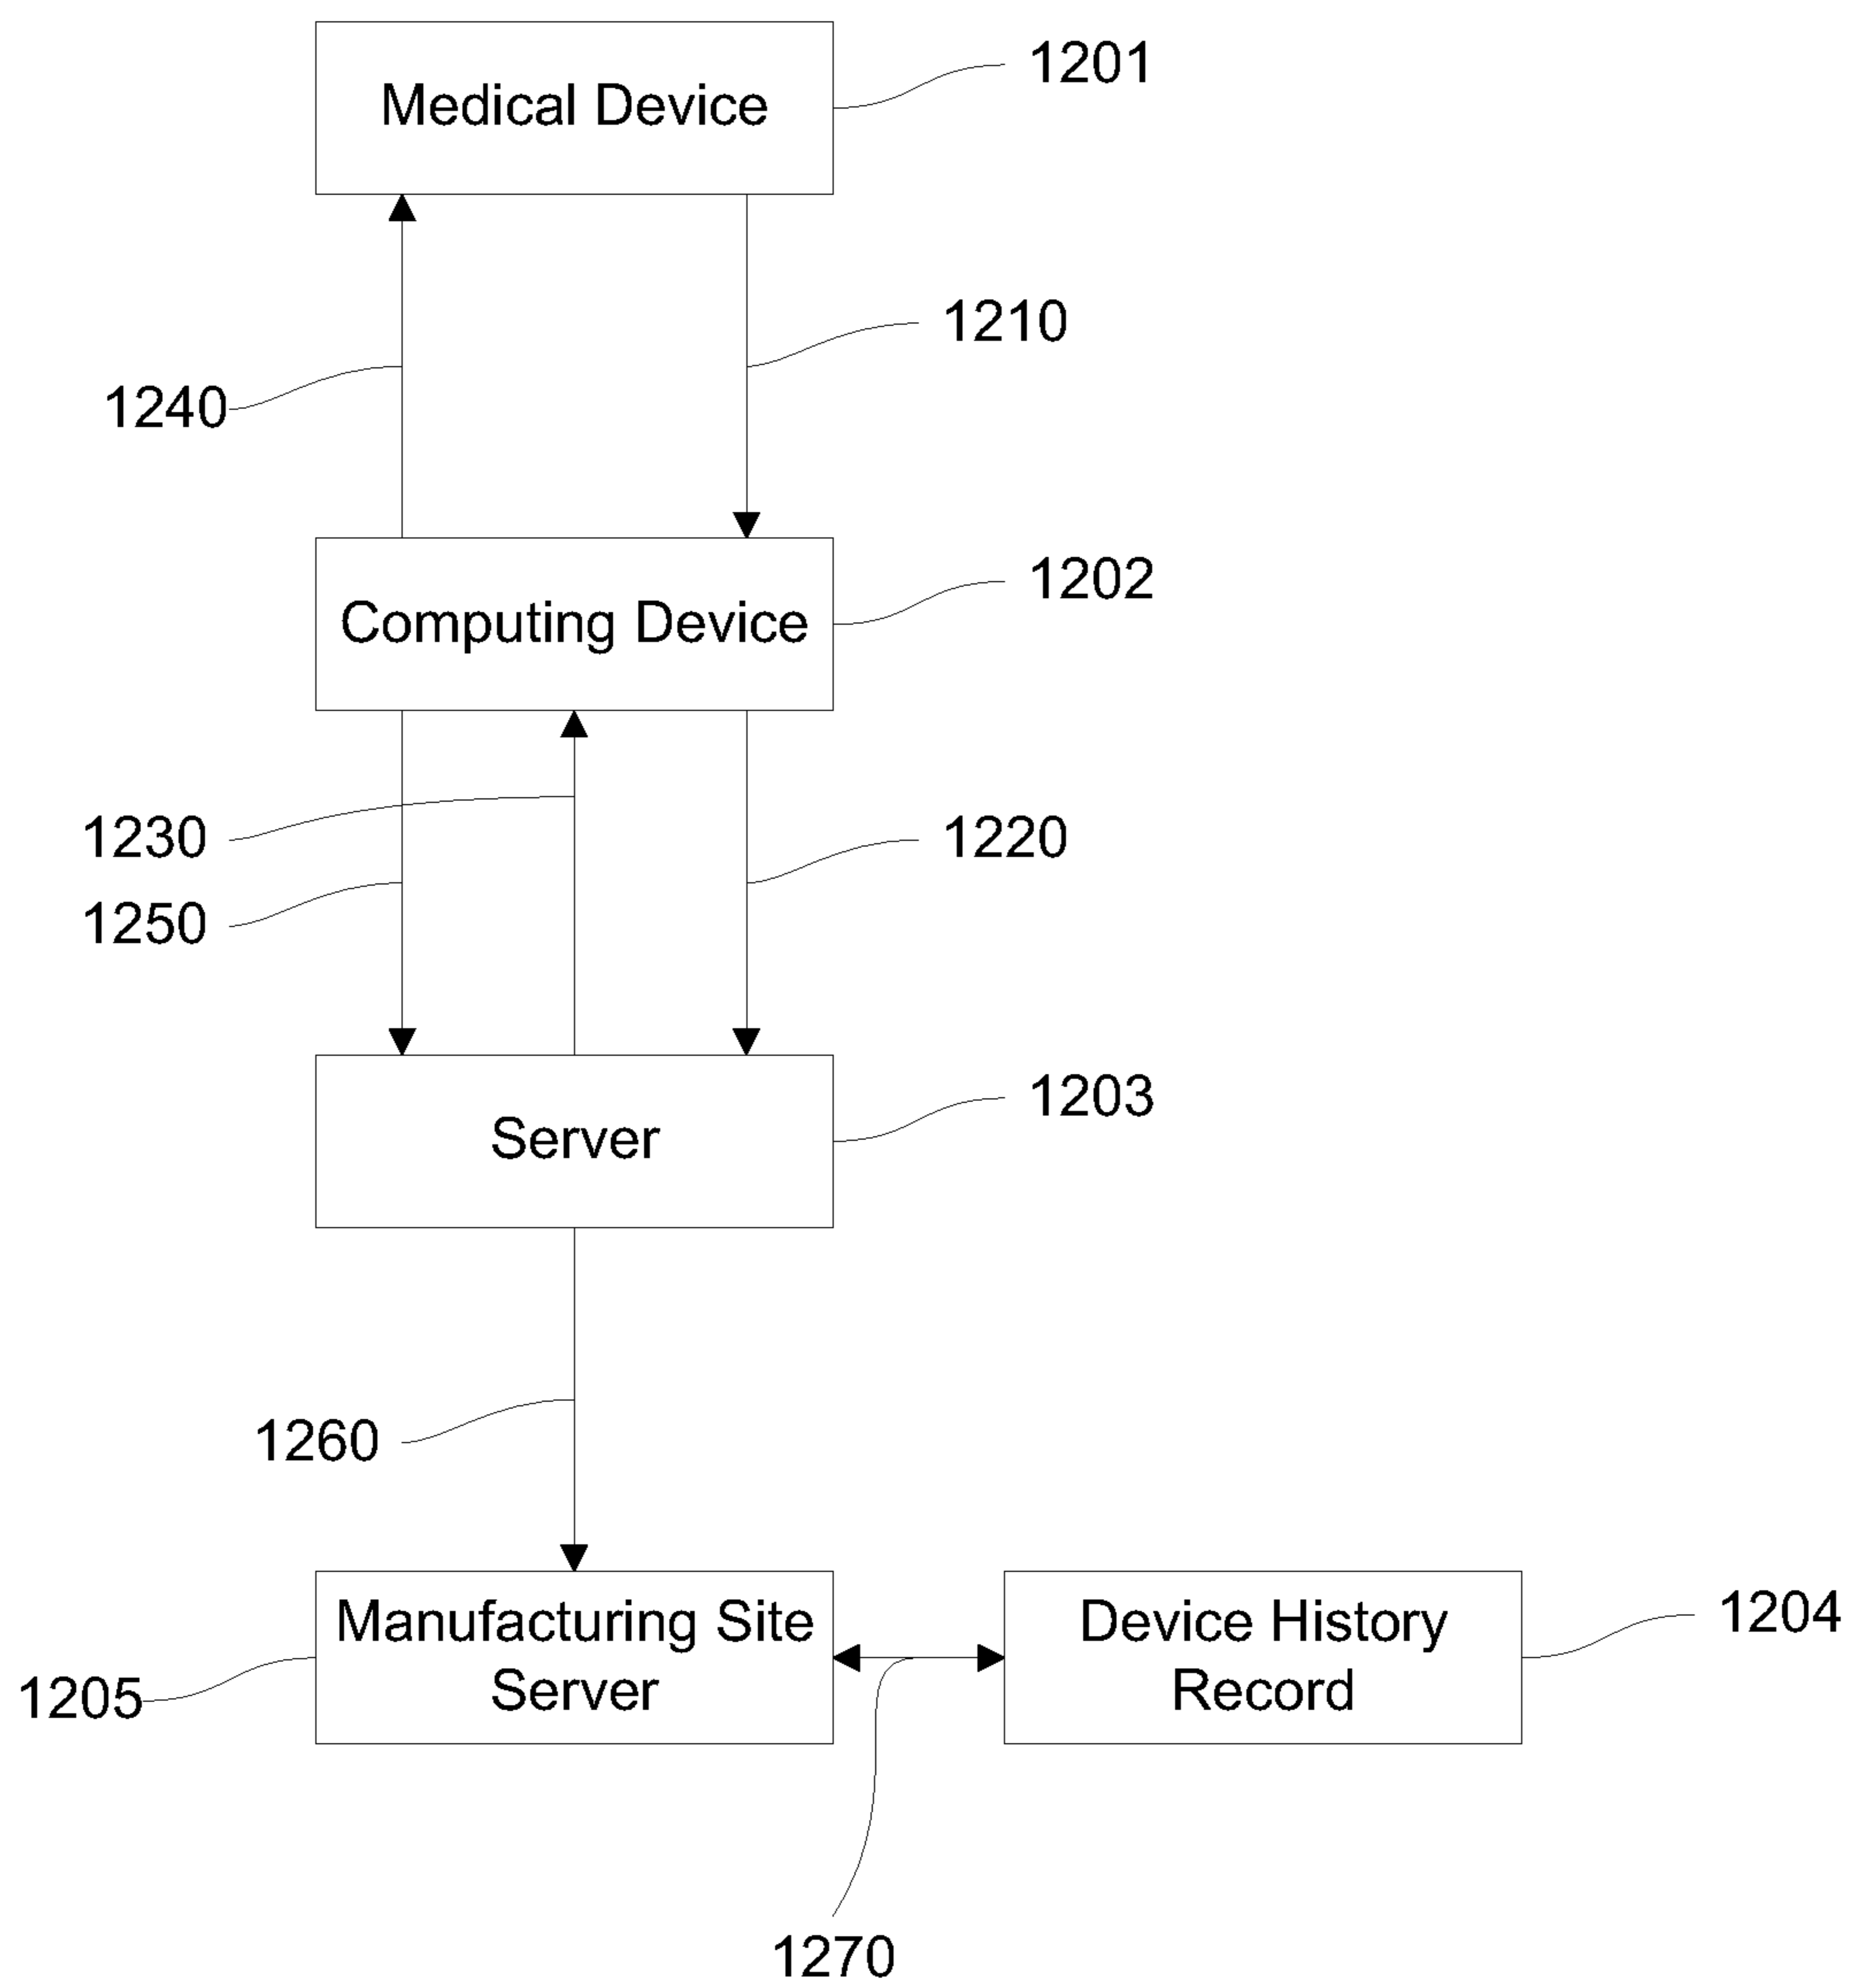 Medical Device
1201
1210
1240
Computing Device
1202
1230
1220
1250
Server
1203
1260
Manufacturing Site
Server
Device History
Record
1204
1205
1270